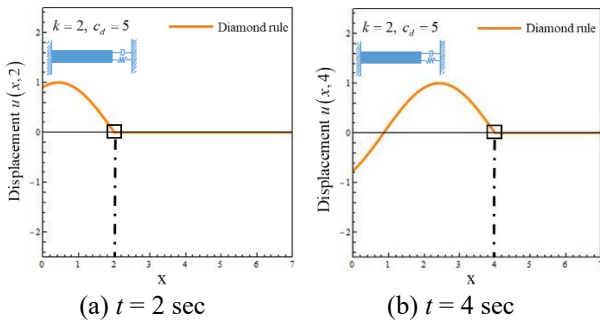 k = 2, c_d = 5
Diamond rule
Displacement u(x,2)
2
1
0
-1
-2
0 1 2 3 4 5 6 7
X
(a) t = 2 sec
k = 2, c_d = 5
Diamond rule
Displacement u(x,4)
2
1
0
-1
-2
0 1 2 3 4 5 6 7
X
(b) t = 4 sec